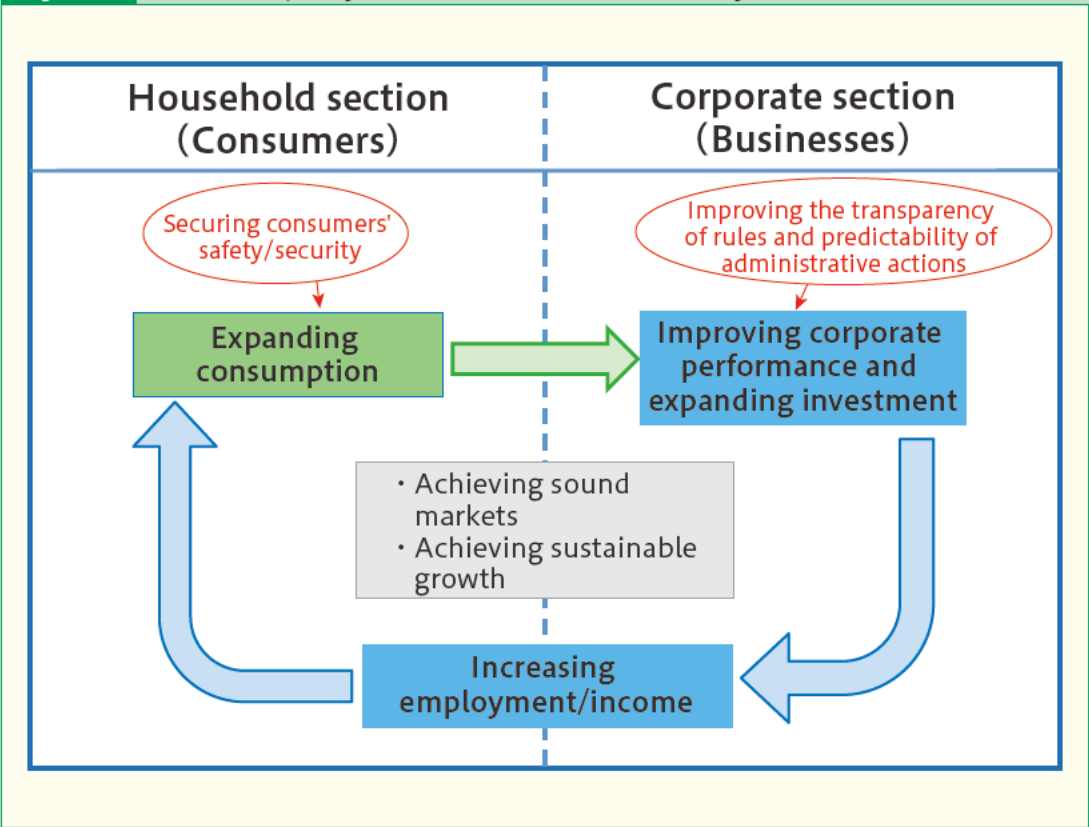 Household section
(Consumers)
Corporate section
(Businesses)
Securing consumers'
safety/security
Improving the transparency
of rules and predictability of
administrative actions
Expanding
consumption
Improving corporate
performance and
expanding investment
・Achieving sound
markets
・Achieving sustainable
growth
Increasing
employment/income